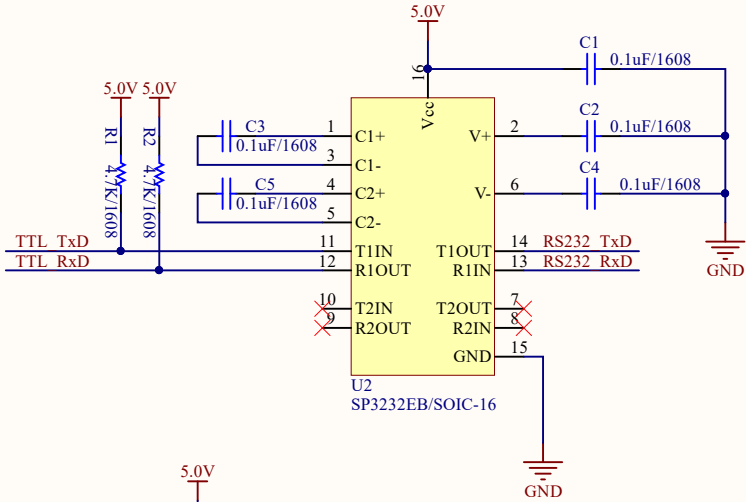 5.0V
C1
0.1uF/1608
16
Vcc
5.0V 5.0V
R1
4.7K/1608
R2
4.7K/1608
C3
0.1uF/1608
1
C1+
V+
2
C2
0.1uF/1608
3
C1-
C5
0.1uF/1608
4
C2+
V-
6
C4
0.1uF/1608
5
C2-
TTL_TxD
11
T1IN
T1OUT
14
RS232_TxD
TTL_RxD
12
R1OUT
R1IN
13
RS232_RxD
GND
10
T2IN
T2OUT
7
9
R2OUT
R2IN
8
GND
15
U2
SP3232EB/SOIC-16
5.0V
GND